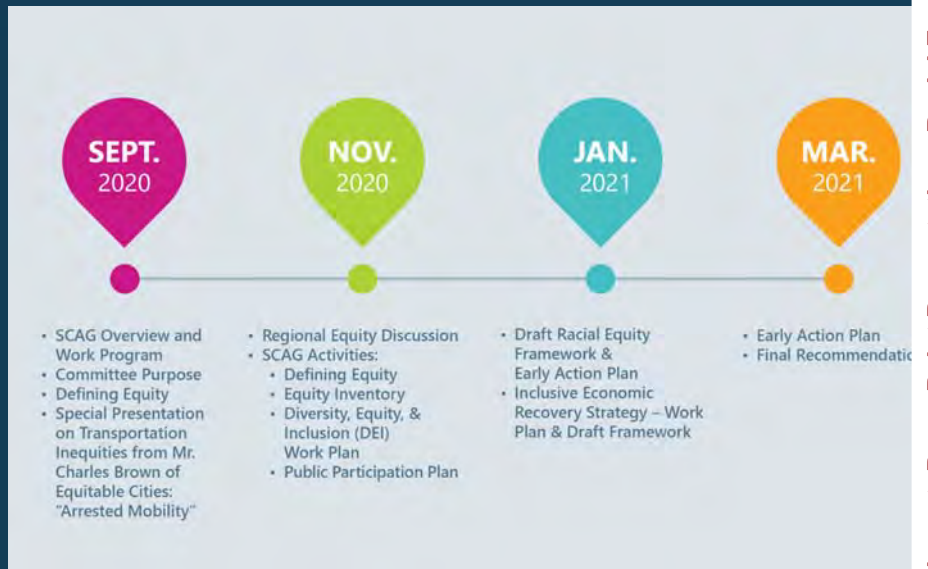 SEPT.
2020
• SCAG Overview and
Work Program
• Committee Purpose
• Defining Equity
• Special Presentation
on Transportation
Inequities from Mr.
Charles Brown of
Equitable Cities:
"Arrested Mobility"
NOV.
2020
• Regional Equity Discussion
• SCAG Activities:
• Defining Equity
• Equity Inventory
• Diversity, Equity, &
Inclusion (DEI)
Work Plan
• Public Participation Plan
JAN.
2021
• Draft Racial Equity
Framework &
Early Action Plan
• Inclusive Economic
Recovery Strategy – Work
Plan & Draft Framework
MAR.
2021
• Early Action Plan
• Final